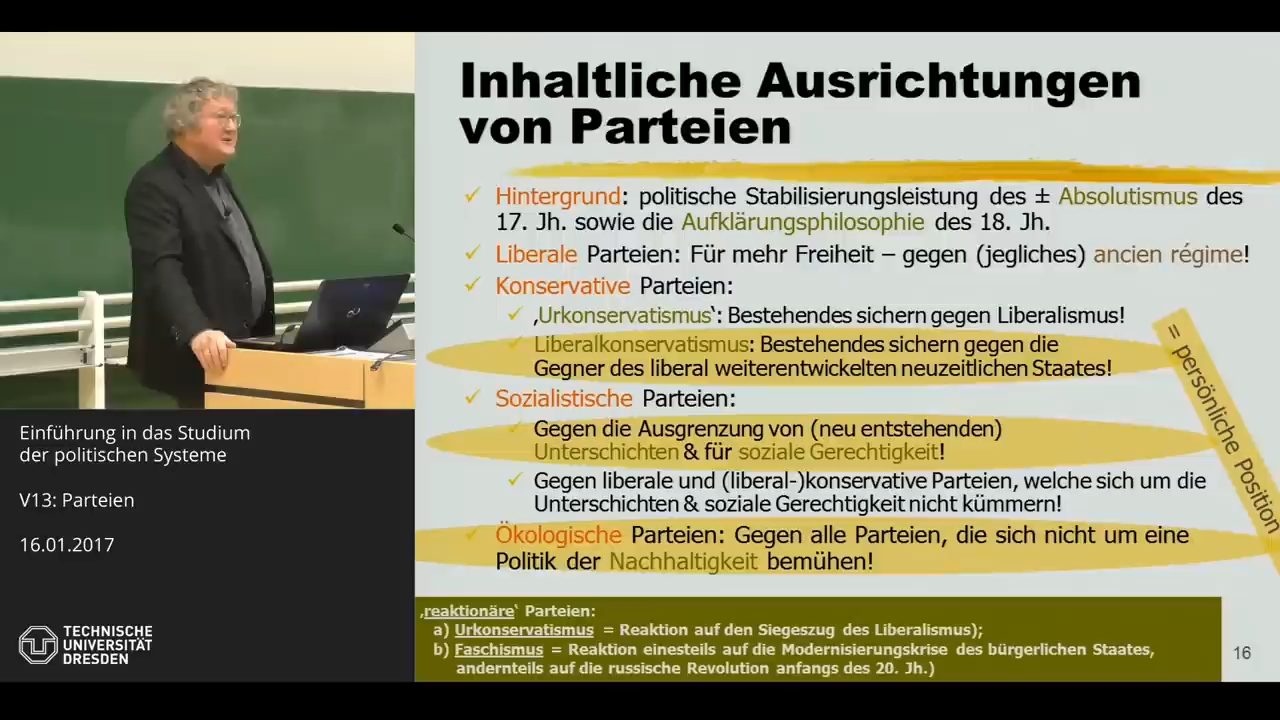 Inhaltliche Ausrichtungen
von Parteien
✓ Hintergrund: politische Stabilisierungsleistung des ± Absolutismus des
17. Jh. sowie die Aufklärungsphilosophie des 18. Jh.
✓ Liberale Parteien: Für mehr Freiheit – gegen (jegliches) ancien régime!
✓ Konservative Parteien:
✓ ‚Urkonservatismus‘: Bestehendes sichern gegen Liberalismus!
✓ Liberalkonservatismus: Bestehendes sichern gegen die
Gegner des liberal weiterentwickelten neuzeitlichen Staates!
✓ Sozialistische Parteien:
✓ Gegen die Ausgrenzung von (neu entstehenden)
Unterschichten & für soziale Gerechtigkeit!
✓ Gegen liberale und (liberal-)konservative Parteien, welche sich um die
Unterschichten & soziale Gerechtigkeit nicht kümmern!
✓ Ökologische Parteien: Gegen alle Parteien, die sich nicht um eine
Politik der Nachhaltigkeit bemühen!
= persönliche Position
‚reaktionäre‘ Parteien:
a) Urkonservatismus = Reaktion auf den Siegeszug des Liberalismus);
b) Faschismus = Reaktion einesteils auf die Modernisierungskrise des bürgerlichen Staates,
andernteils auf die russische Revolution anfangs des 20. Jh.)
16
Einführung in das Studium
der politischen Systeme
V13: Parteien
16.01.2017
TECHNISCHE
UNIVERSITÄT
DRESDEN